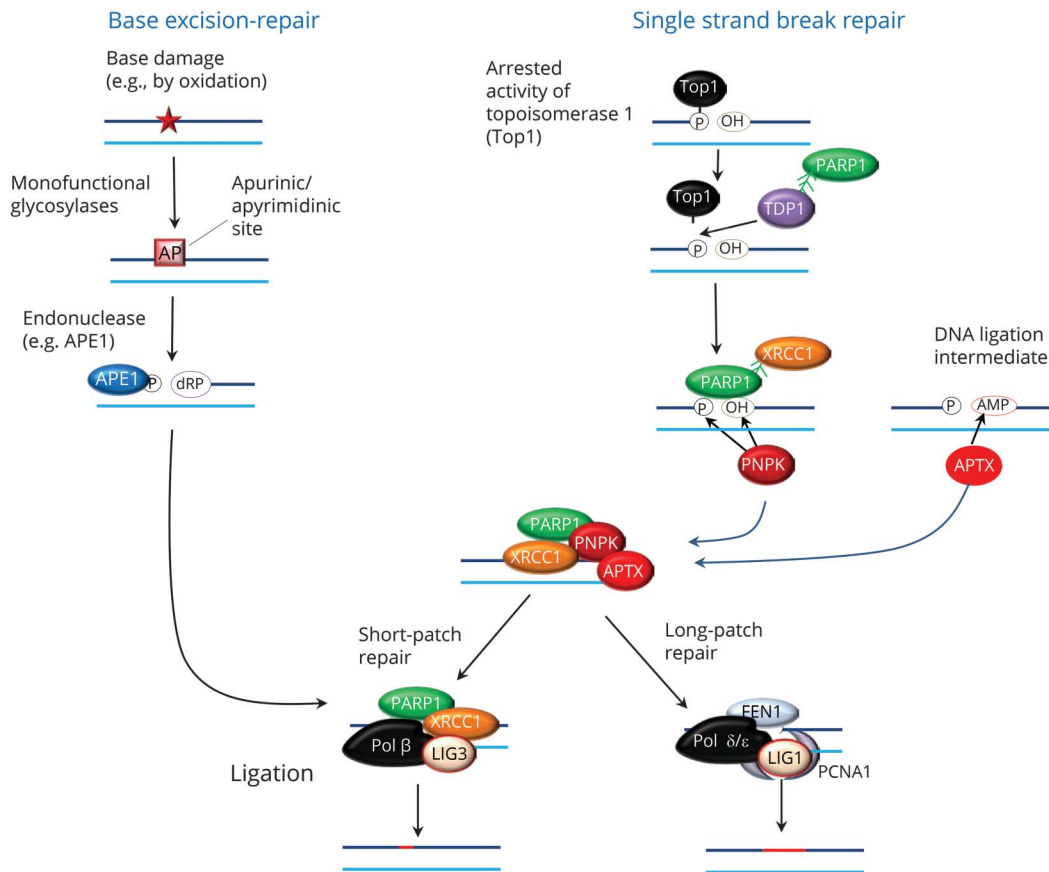 Base excision-repair
Base damage
(e.g., by oxidation)
Monofunctional
glycosylases
Apurinic/
apyrimidinic
site
AP
Endonuclease
(e.g. APE1)
APE1
P
dRP
Single strand break repair
Arrested
activity of
topoisomerase 1
(Top1)
Top1
P
OH
PARP1
Top1
TDP1
P
OH
XRCC1
PARP1
P
OH
PNPK
DNA ligation
intermediate
P
AMP
APTX
PARP1
PNPK
XRCC1
APTX
Short-patch
repair
Long-patch
repair
PARP1
XRCC1
Pol β
LIG3
FEN1
Pol δ/ε
LIG1
PCNA1
Ligation